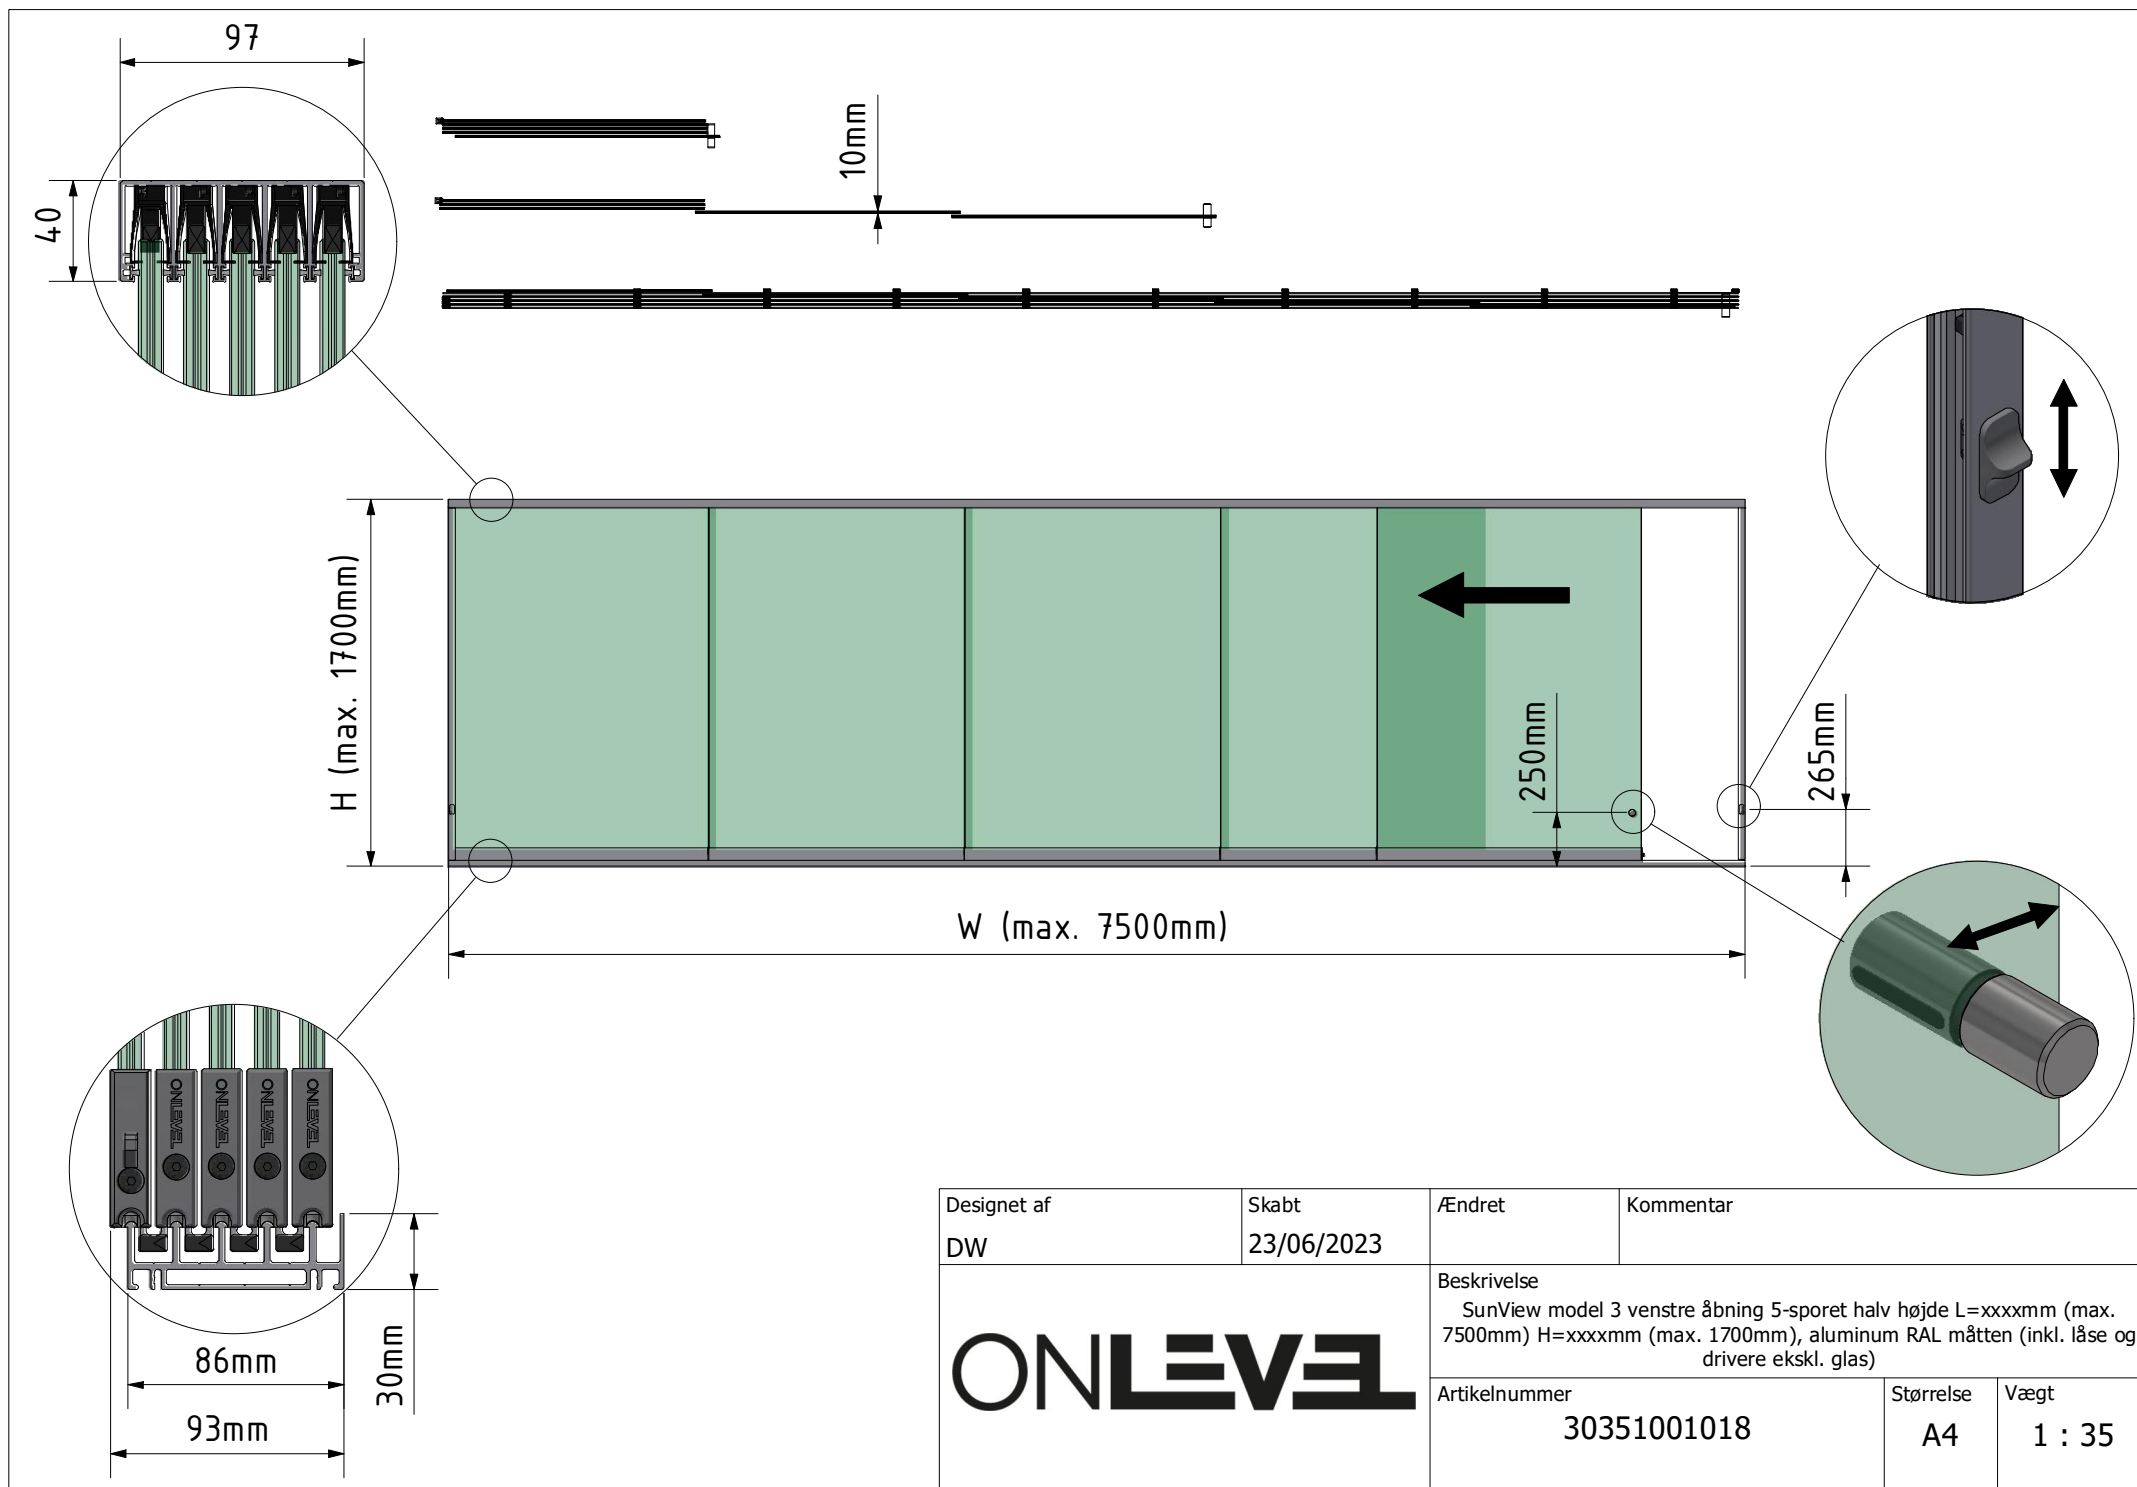 97
40
10mm
H (max. 1700mm)
250mm
265mm
W (max. 7500mm)
ONLEVEL
ONLEVEL
ONLEVEL
ONLEVEL
30mm
86mm
93mm
Designet af
DW
Skabt
23/06/2023
Ændret
Kommentar
ONLEVEL
Beskrivelse
SunView model 3 venstre åbning 5-sporet halv højde L=xxxxmm (max.
7500mm) H=xxxxmm (max. 1700mm), aluminum RAL måtten (inkl. låse og
drivere ekskl. glas)
Artikelnummer
30351001018
Størrelse
A4
Vægt
1 : 35